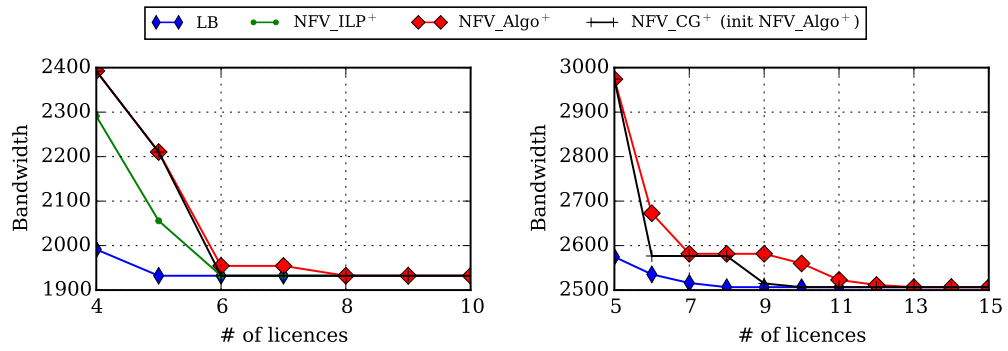 LB NFV_ILP+ NFV_Algo+ NFV_CG+ (init NFV_Algo+)
2400
2300
2200
2100
2000
1900
Bandwidth
4 6 8 10
# of licences
3000
2900
2800
2700
2600
2500
Bandwidth
5 7 9 11 13 15
# of licences